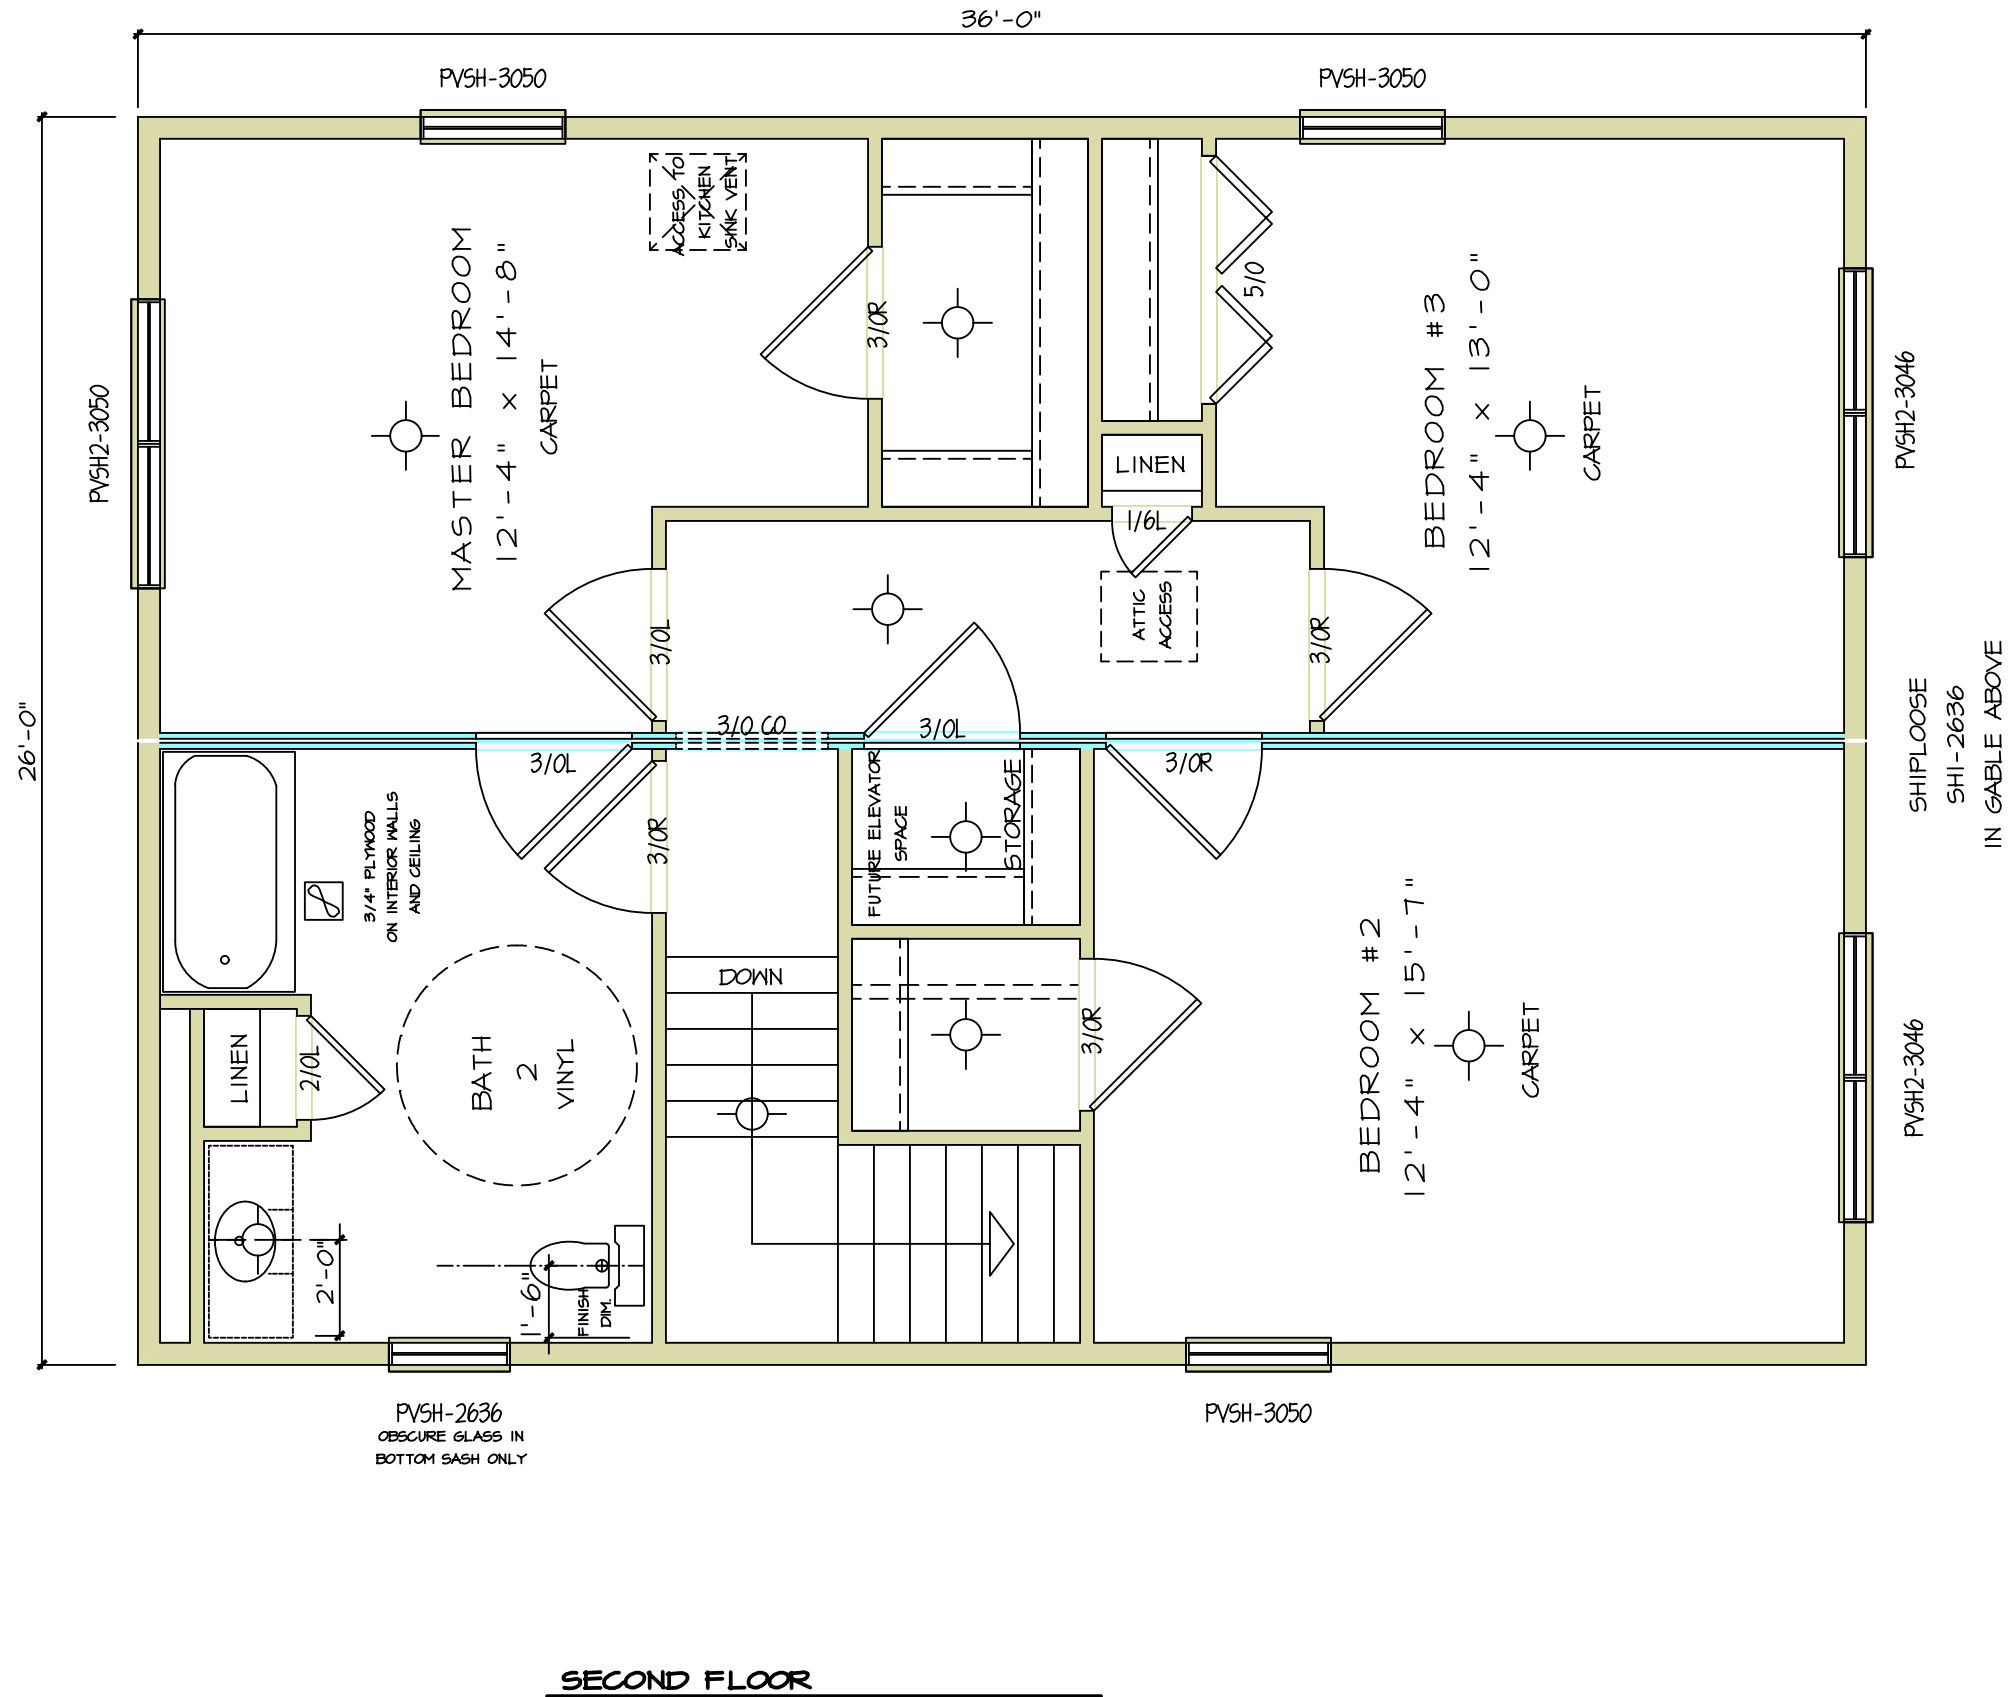 36'-0"
PVSH-3050
PVSH-3050
26'-0"
PVSH2-3050
MASTER BEDROOM
12'-4" x 14'-8"
CARPET
ACCESS TO
KITCHEN
SINK VENT
3/0R
5/0
BEDROOM #3
12'-4" x 13'-0"
CARPET
PVSH2-3046
LINEN
1/6L
ATTIC
ACCESS
3/0L
3/0R
3/0 CO
3/0L
3/0L
3/0R
SHIPLOOSE
SHI-2636
IN GABLE ABOVE
3/4" PLYWOOD
ON INTERIOR WALLS
AND CEILING
3/0R
FUTURE ELEVATOR
SPACE
STORAGE
DOWN
LINEN
2/0L
BATH
2
VINYL
3/0R
BEDROOM #2
12'-4" x 15'-7"
CARPET
PVSH2-3046
2'-0"
1'-6"
FINISH
DIM.
PVSH-2636
OBSCURE GLASS IN
BOTTOM SASH ONLY
PVSH-3050
SECOND FLOOR